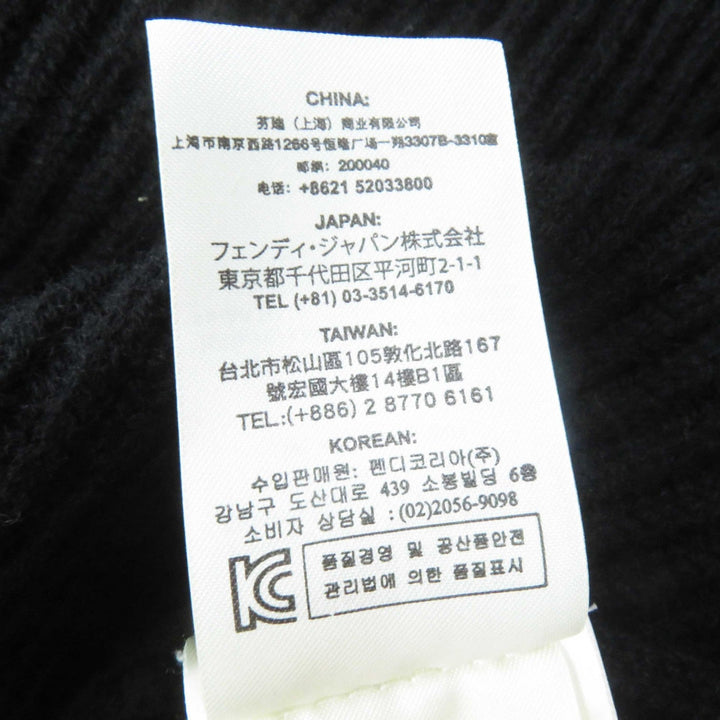 CHINA:
芬迪（上海）商业有限公司
上海市南京西路1266号恒隆广场一期3307B-3310室
邮编: 200040
电话: +8621 52033800
JAPAN:
フェンディ・ジャパン株式会社
東京都千代田区平河町2-1-1
TEL (+81) 03-3514-6170
TAIWAN:
台北市松山區105敦化北路167
號宏國大樓14樓B1區
TEL:(+886) 2 8770 6161
KOREAN:
수입판매원: 펜디코리아(주)
강남구 도산대로 439 소봉빌딩 6층
소비자 상담실 :(02)2056-9098
KC
품질경영 및 공산품안전
관리법에 의한 품질표시